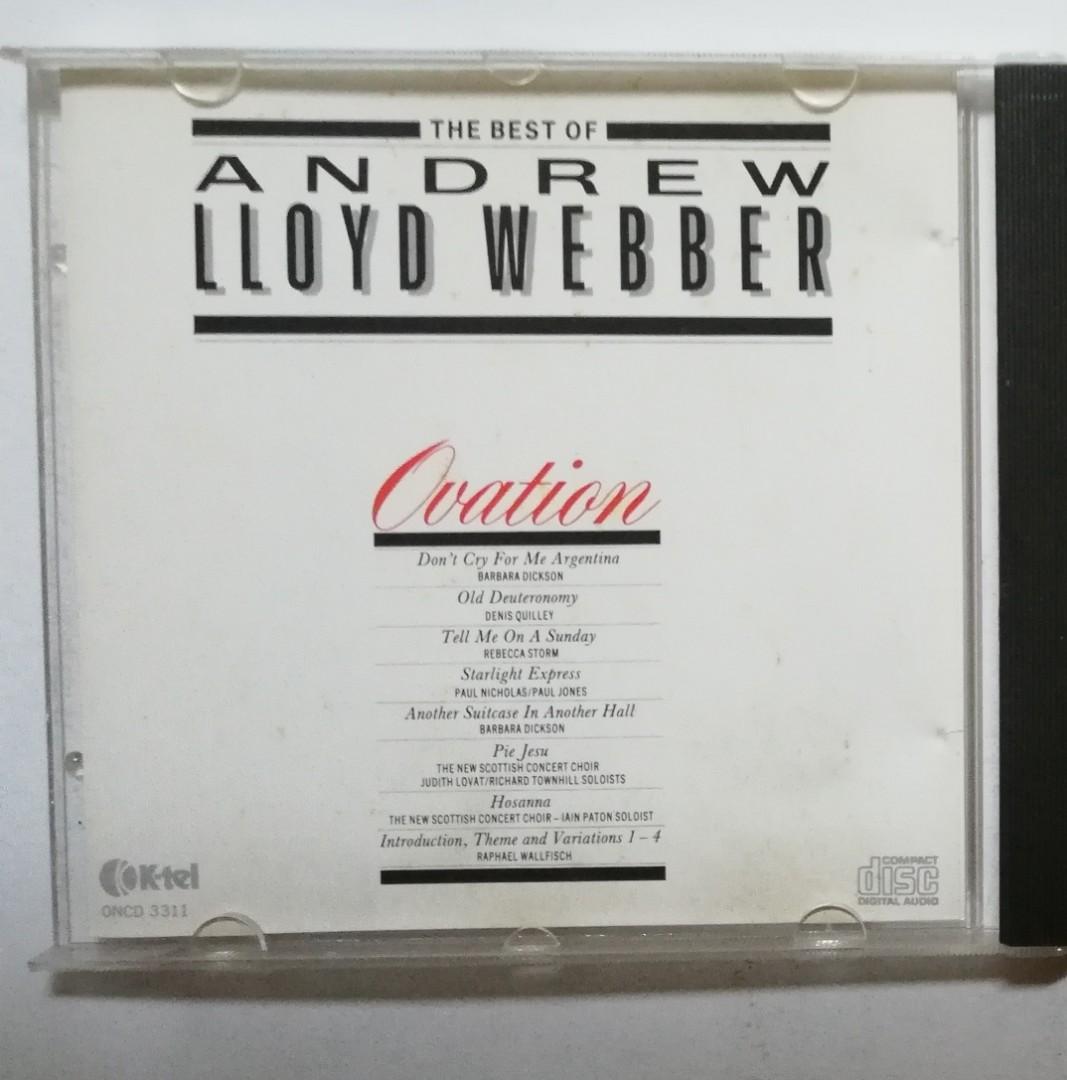 THE BEST OF
ANDREW
LLOYD WEBBER
Ovation
Don't Cry For Me Argentina
BARBARA DICKSON
Old Deuteronomy
DENIS QUILLEY
Tell Me On A Sunday
REBECCA STORM
Starlight Express
PAUL NICHOLAS/PAUL JONES
Another Suitcase In Another Hall
BARBARA DICKSON
Pie Jesu
THE NEW SCOTTISH CONCERT CHOIR
JUDITH LOVAT/RICHARD TOWNHILL SOLOISTS
Hosanna
THE NEW SCOTTISH CONCERT CHOIR – IAIN PATON SOLOIST
Introduction, Theme and Variations 1 – 4
RAPHAEL WALLFISCH
K-tel
ONCD 3311
COMPACT
disc
DIGITAL AUDIO